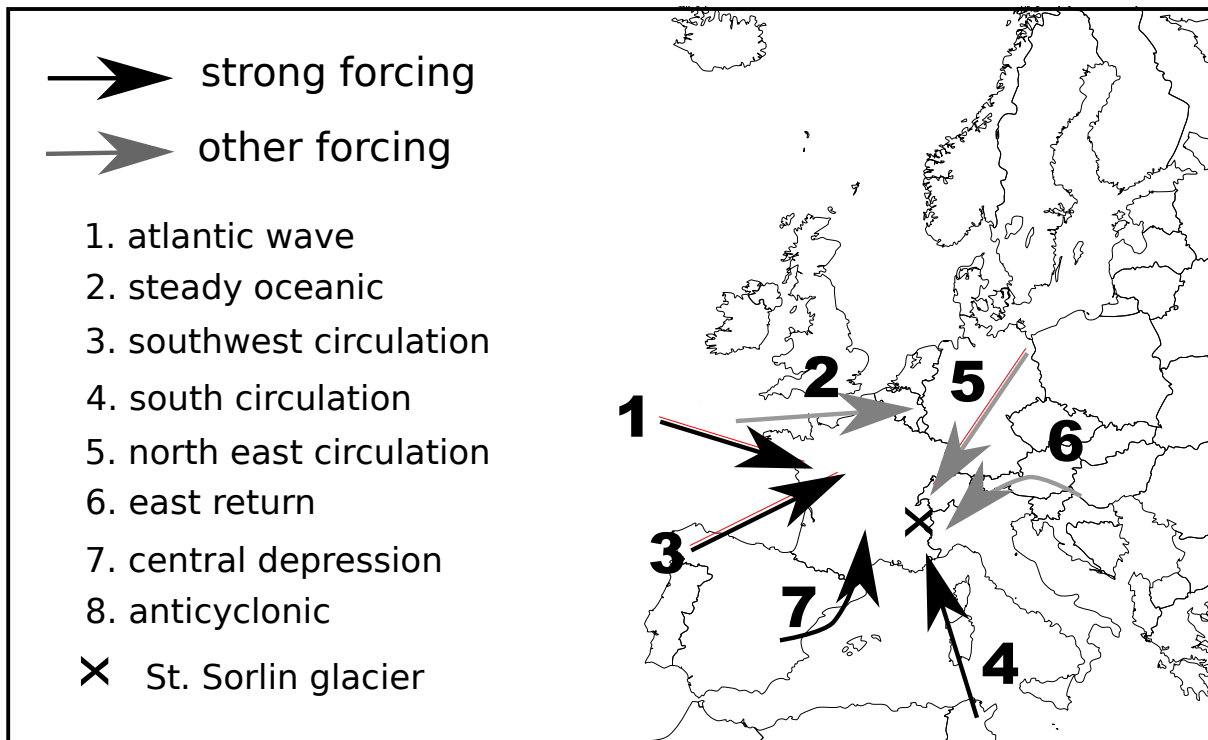 strong forcing
other forcing
1. atlantic wave
2. steady oceanic
3. southwest circulation
4. south circulation
5. north east circulation
6. east return
7. central depression
8. anticyclonic
St. Sorlin glacier
1
2
3
4
5
6
7